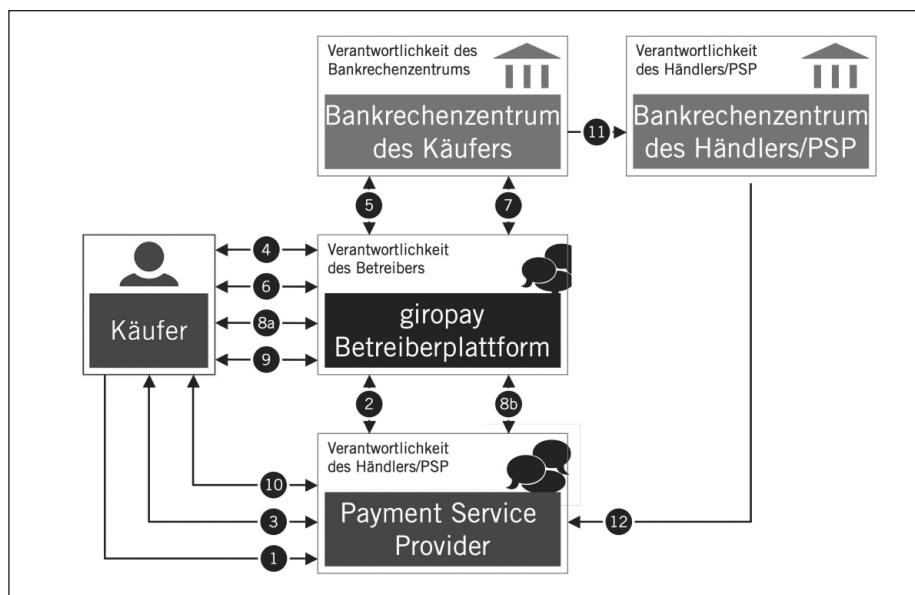 Verantwortlichkeit des
Bankrechenzentrums
Bankrechenzentrum
des Käufers
11
Verantwortlichkeit
des Händlers/PSP
Bankrechenzentrum
des Händlers/PSP
5
7
Käufer
4
6
8a
9
Verantwortlichkeit
des Betreibers
giropay
Betreiberplattform
2
8b
10
3
1
Verantwortlichkeit
des Händlers/PSP
Payment Service
Provider
12